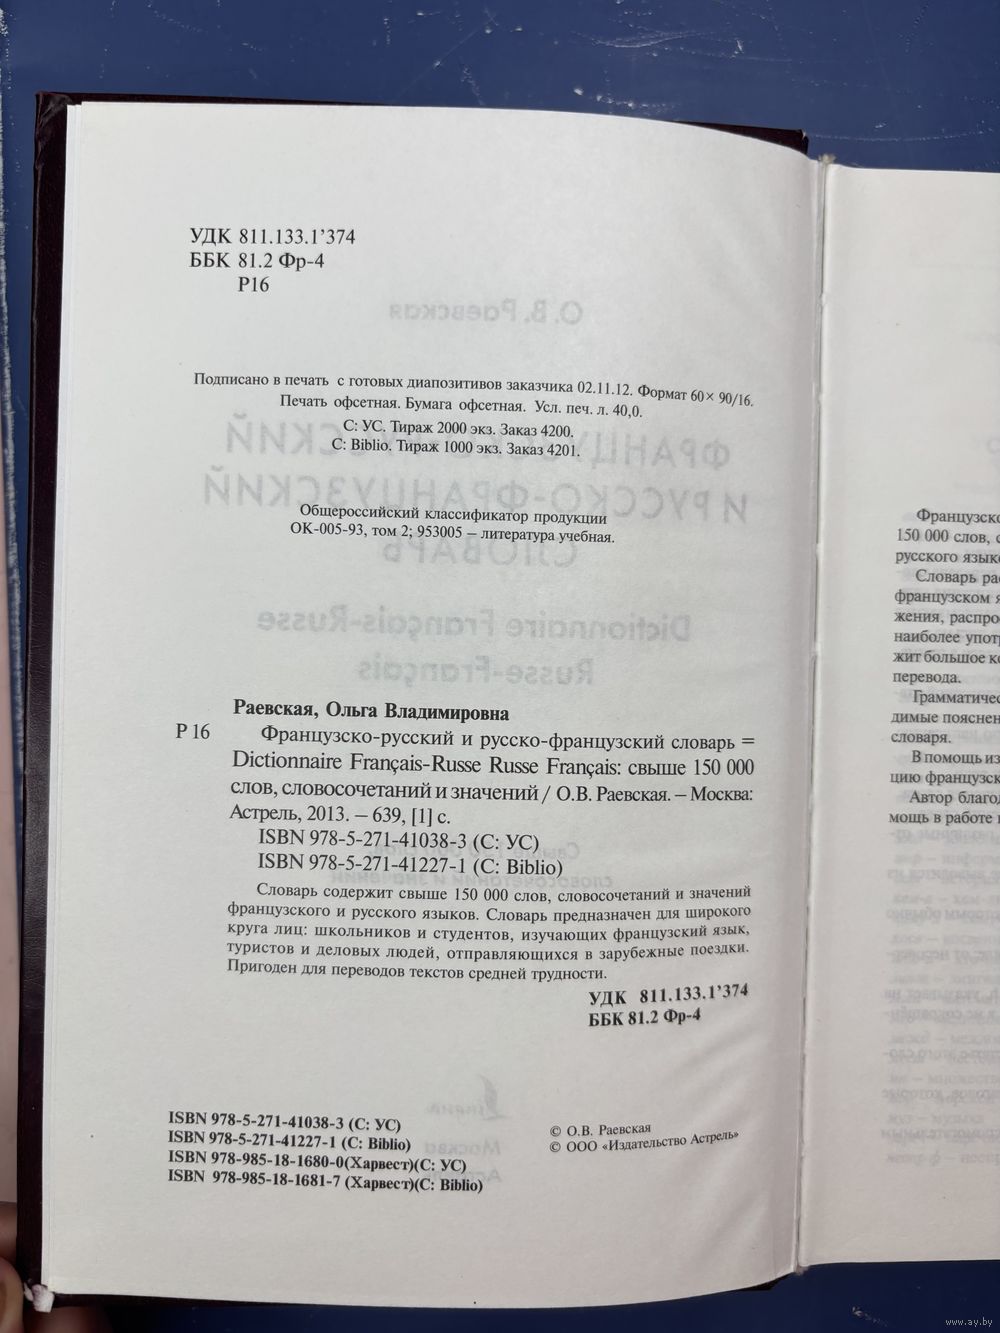 УДК 811.133.1’374
ББК 81.2 Фр-4
Р16
Подписано в печать с готовых диапозитивов заказчика 02.11.12. Формат 60× 90/16.
Печать офсетная. Бумага офсетная. Усл. печ. л. 40,0.
С: УС. Тираж 2000 экз. Заказ 4200.
С: Biblio. Тираж 1000 экз. Заказ 4201.
Общероссийский классификатор продукции
ОК-005-93, том 2; 953005 – литература учебная.
Раевская, Ольга Владимировна
Р 16 Французско-русский и русско-французский словарь =
Dictionnaire Français-Russe Russe Français: свыше 150 000
слов, словосочетаний и значений / О.В. Раевская. – Москва:
Астрель, 2013. – 639, [1] с.
ISBN 978-5-271-41038-3 (С: УС)
ISBN 978-5-271-41227-1 (С: Biblio)
Словарь содержит свыше 150 000 слов, словосочетаний и значений
французского и русского языков. Словарь предназначен для широкого
круга лиц: школьников и студентов, изучающих французский язык,
туристов и деловых людей, отправляющихся в зарубежные поездки.
Пригоден для переводов текстов средней трудности.
УДК 811.133.1’374
ББК 81.2 Фр-4
ISBN 978-5-271-41038-3 (С: УС)
ISBN 978-5-271-41227-1 (С: Biblio)
ISBN 978-985-18-1680-0(Харвест)(С: УС)
ISBN 978-985-18-1681-7 (Харвест)(С: Biblio)
© О.В. Раевская
© ООО «Издательство Астрель»
Французско
150 000 слов, с
русского язык
Словарь ра
французском я
жения, распро
наиболее упот
жит большое к
перевода.
Грамматичес
димые пояснен
словаря.
В помощь из
цию французск
Автор благод
мощь в работе
www.ay.by